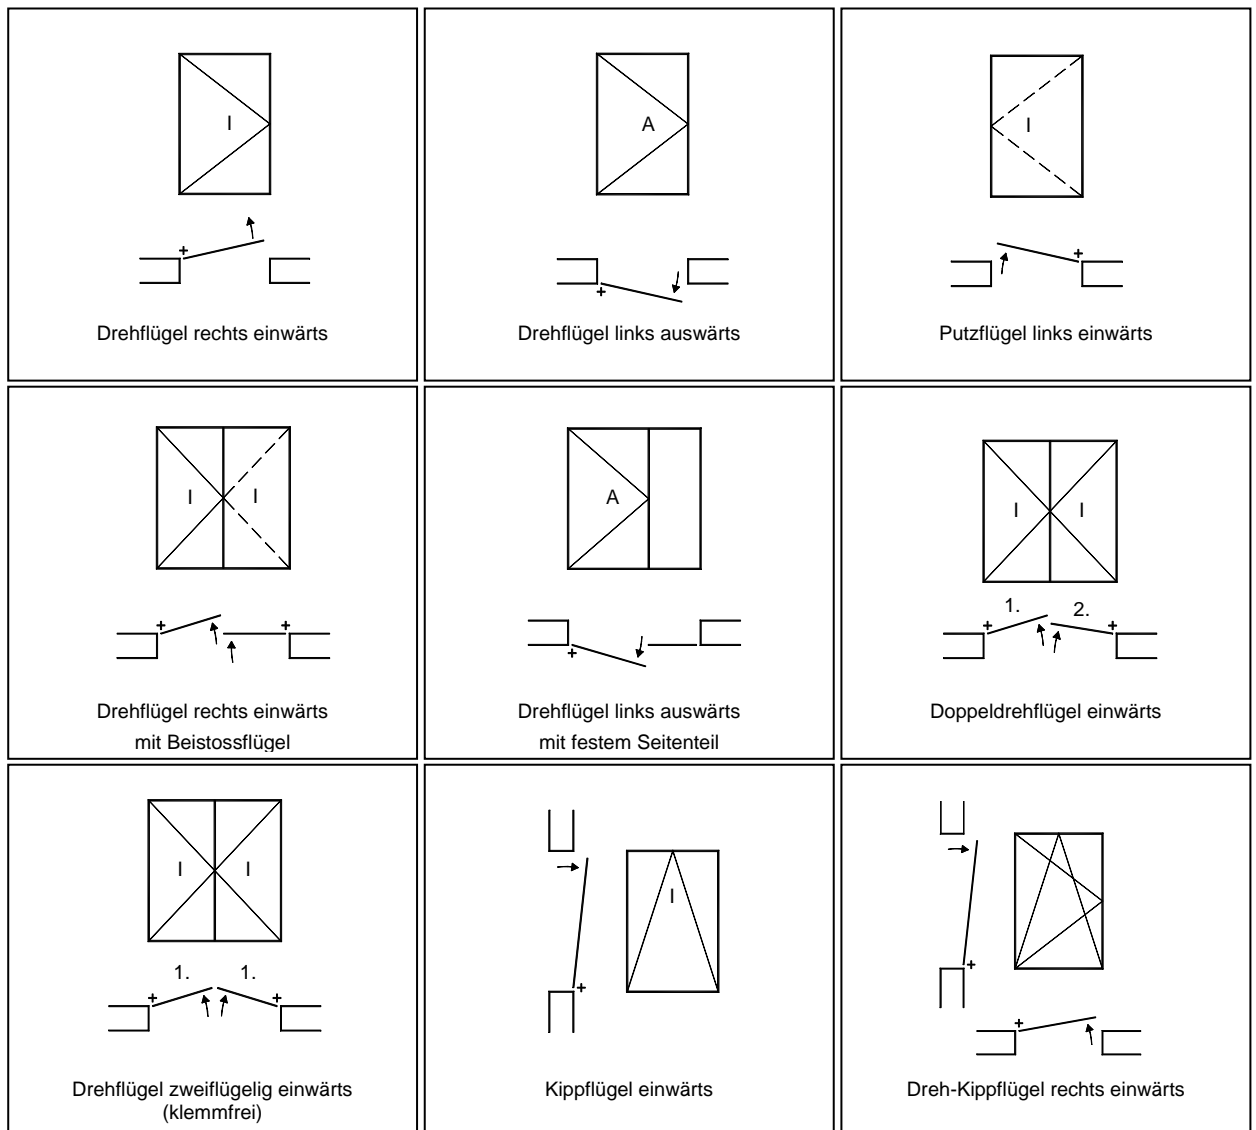 I
Drehflügel rechts einwärts
A
Drehflügel links auswärts
I
Putzflügel links einwärts
I I
Drehflügel rechts einwärts
mit Beistossflügel
A
Drehflügel links auswärts
mit festem Seitenteil
I I
1. 2.
Doppeldrehflügel einwärts
I I
1. 1.
Drehflügel zweiflügelig einwärts
(klemmfrei)
I
Kippflügel einwärts
Dreh-Kippflügel rechts einwärts